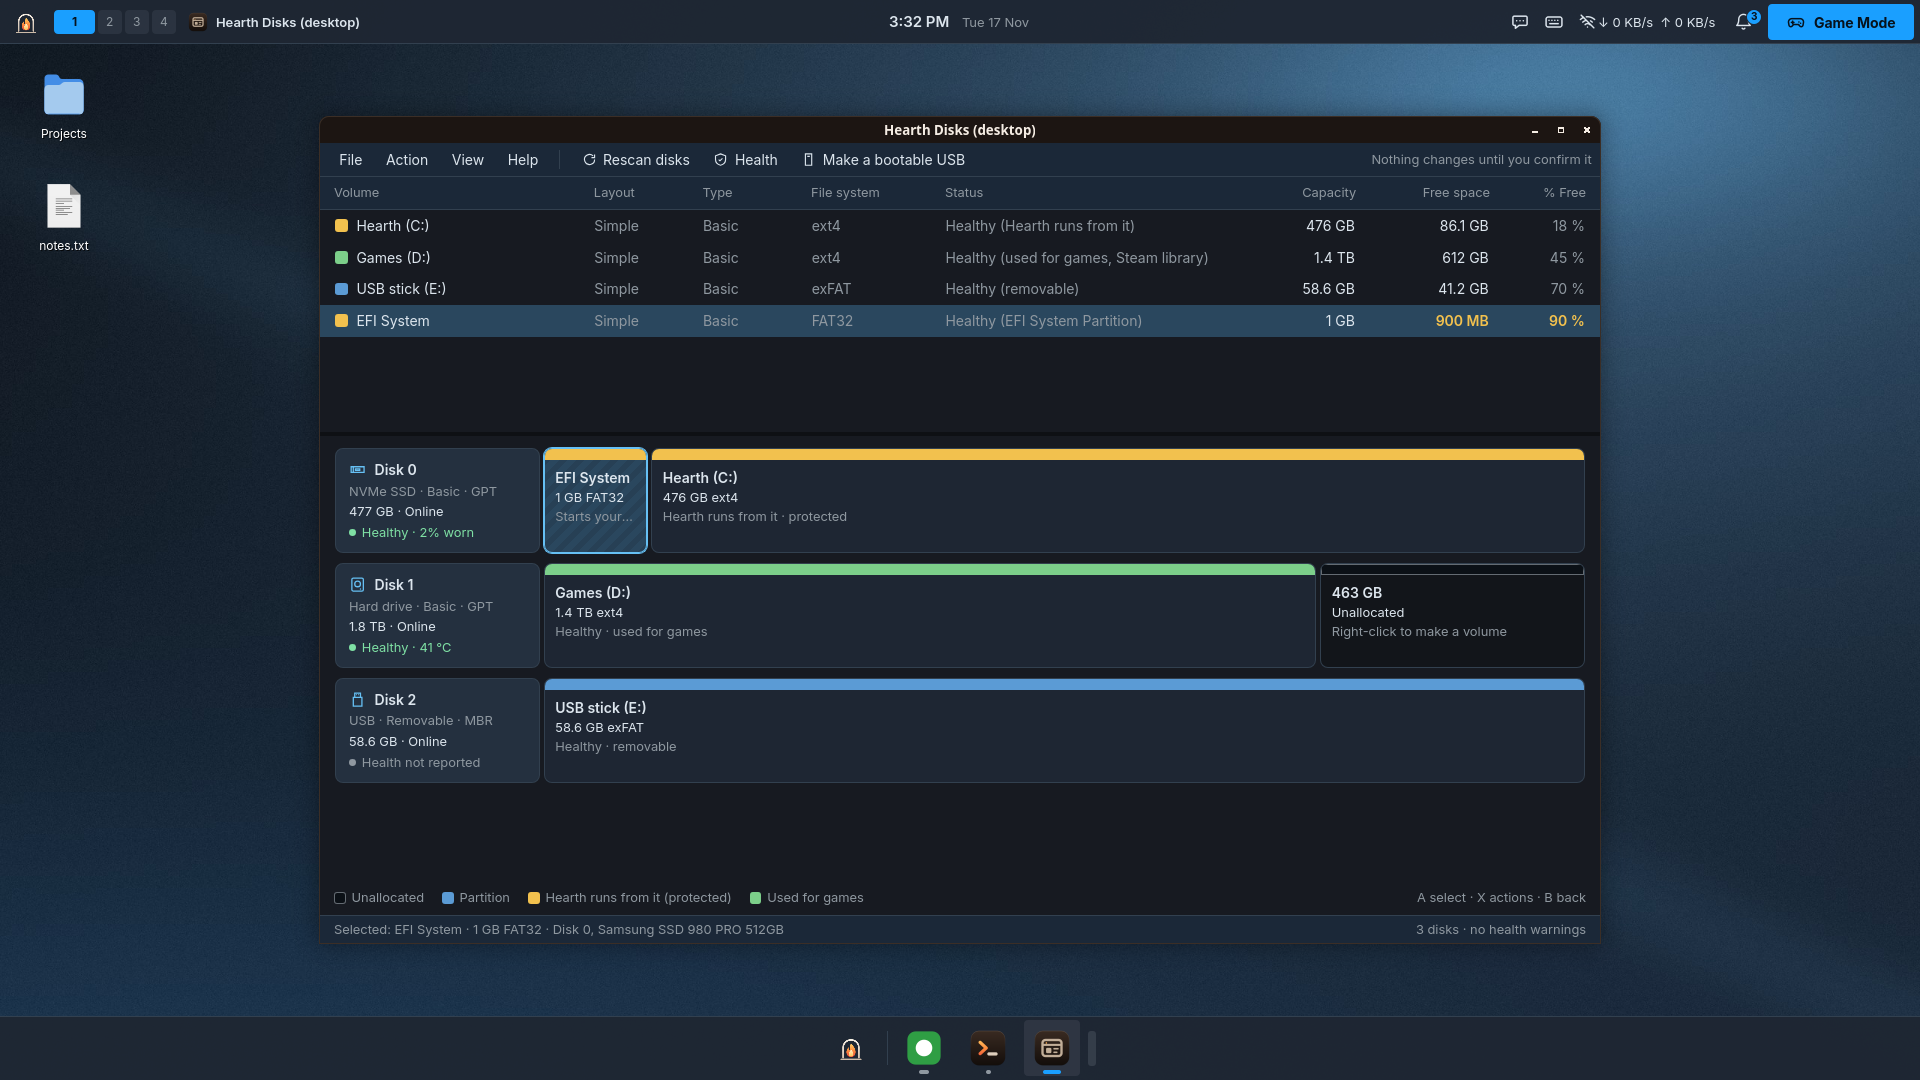 1 2 3 4 Hearth Disks (desktop) 3:32 PM Tue 17 Nov ↓ 0 KB/s ↑ 0 KB/s 3 Game Mode
Projects
notes.txt
Hearth Disks (desktop)
File Action View Help Rescan disks Health Make a bootable USB Nothing changes until you confirm it
Volume Layout Type File system Status Capacity Free space % Free
Hearth (C:) Simple Basic ext4 Healthy (Hearth runs from it) 476 GB 86.1 GB 18 %
Games (D:) Simple Basic ext4 Healthy (used for games, Steam library) 1.4 TB 612 GB 45 %
USB stick (E:) Simple Basic exFAT Healthy (removable) 58.6 GB 41.2 GB 70 %
EFI System Simple Basic FAT32 Healthy (EFI System Partition) 1 GB 900 MB 90 %
Disk 0
NVMe SSD · Basic · GPT
477 GB · Online
Healthy · 2% worn
EFI System
1 GB FAT32
Starts your...
Hearth (C:)
476 GB ext4
Hearth runs from it · protected
Disk 1
Hard drive · Basic · GPT
1.8 TB · Online
Healthy · 41 °C
Games (D:)
1.4 TB ext4
Healthy · used for games
463 GB
Unallocated
Right-click to make a volume
Disk 2
USB · Removable · MBR
58.6 GB · Online
Health not reported
USB stick (E:)
58.6 GB exFAT
Healthy · removable
Unallocated Partition Hearth runs from it (protected) Used for games A select · X actions · B back
Selected: EFI System · 1 GB FAT32 · Disk 0, Samsung SSD 980 PRO 512GB 3 disks · no health warnings